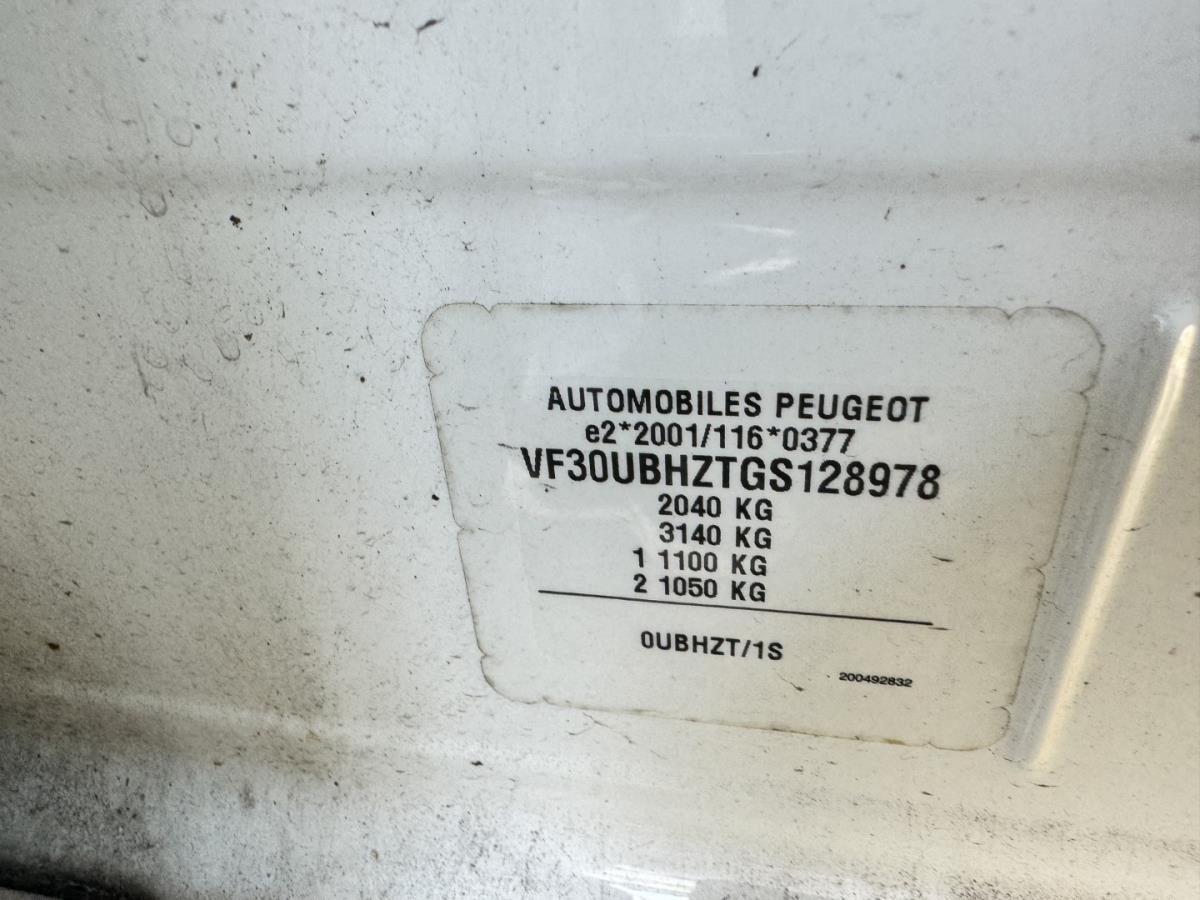 AUTOMOBILES PEUGEOT
e2*2001/116*0377
VF30UBHZTGS128978
2040 KG
3140 KG
1 1100 KG
2 1050 KG
0UBHZT/1S
200492832